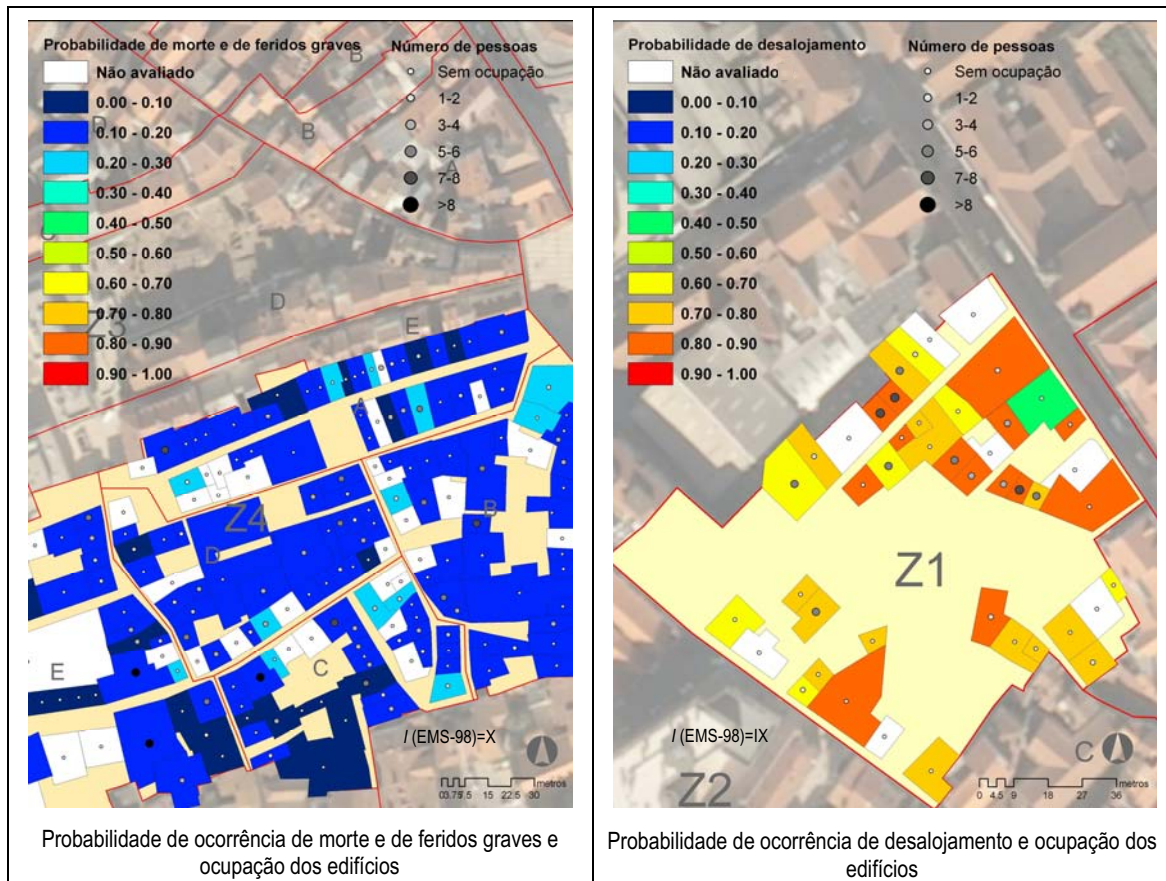 Probabilidade de morte e de feridos graves
Não avaliado
0.00 - 0.10
0.10 - 0.20
0.20 - 0.30
0.30 - 0.40
0.40 - 0.50
0.50 - 0.60
0.60 - 0.70
0.70 - 0.80
0.80 - 0.90
0.90 - 1.00
Número de pessoas
Sem ocupação
1-2
3-4
5-6
7-8
>8
B
D
B
A
D
Z3
E
A
Z4
B
D
E
C
I (EMS-98)=X
metros
15 22.5 30
Probabilidade de ocorrência de morte e de feridos graves e
ocupação dos edifícios
Probabilidade de desalojamento
Não avaliado
0.00 - 0.10
0.10 - 0.20
0.20 - 0.30
0.30 - 0.40
0.40 - 0.50
0.50 - 0.60
0.60 - 0.70
0.70 - 0.80
0.80 - 0.90
0.90 - 1.00
Número de pessoas
Sem ocupação
1-2
3-4
5-6
7-8
>8
Z1
I (EMS-98)=IX
C
Z2
metros
0 4.5 9 18 27 36
Probabilidade de ocorrência de desalojamento e ocupação dos
edifícios